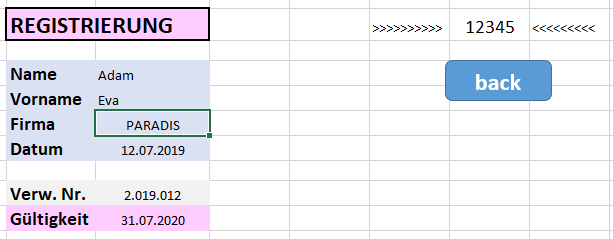 REGISTRIERUNG >>>>>>>>>> 12345 <<<<<<<<<
Name Adam
back
Vorname Eva
Firma PARADIS
Datum 12.07.2019
Verw. Nr. 2.019.012
Gültigkeit 31.07.2020